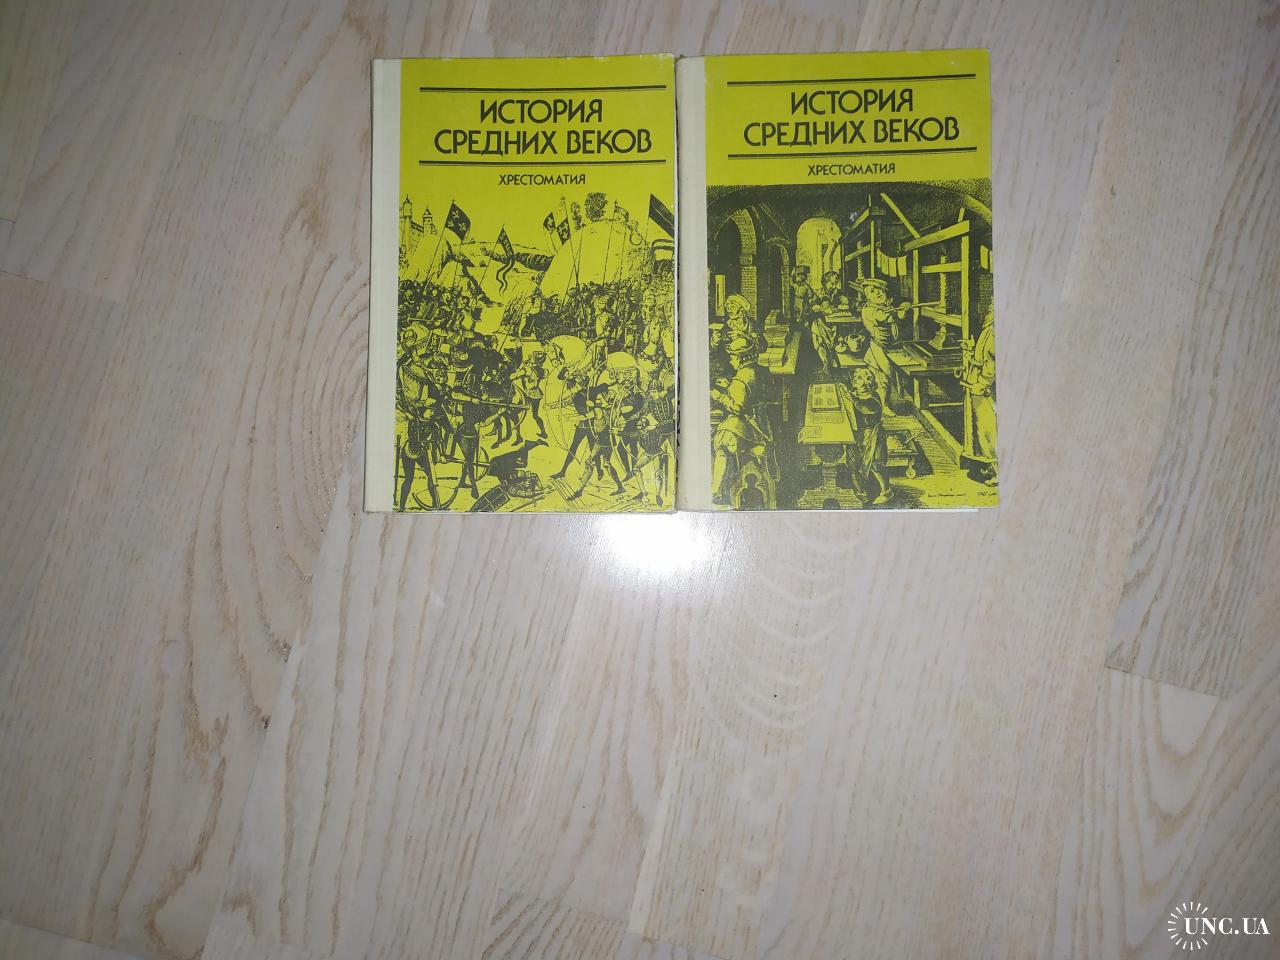 ИСТОРИЯ
СРЕДНИХ ВЕКОВ
ХРЕСТОМАТИЯ
ИСТОРИЯ
СРЕДНИХ ВЕКОВ
ХРЕСТОМАТИЯ
UNC.UA